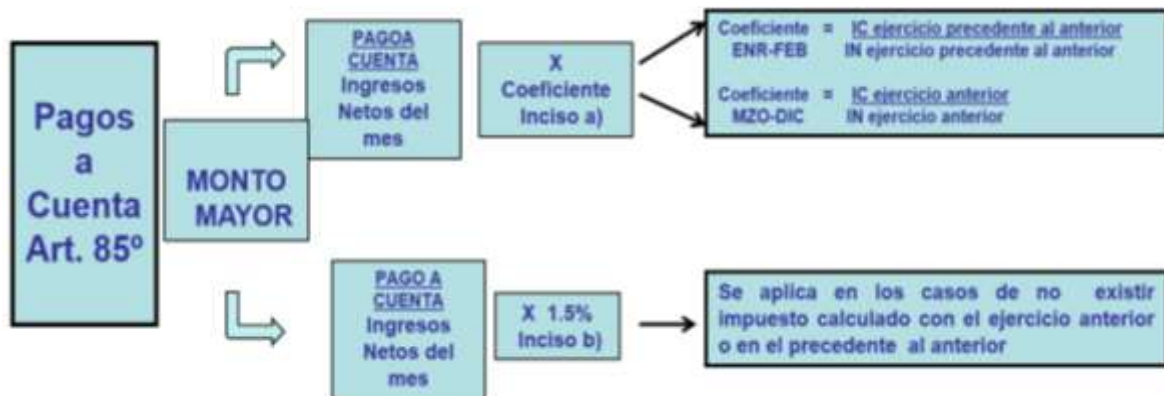 Pagos
a
Cuenta
Art. 85º
MONTO
MAYOR
PAGOA
CUENTA
Ingresos
Netos del
mes
X
Coeficiente
Inciso a)
Coeficiente = IC ejercicio precedente al anterior
ENR-FEB IN ejercicio precedente al anterior
Coeficiente = IC ejercicio anterior
MZO-DIC IN ejercicio anterior
PAGO A
CUENTA
Ingresos
Netos del
mes
X 1.5%
Inciso b)
Se aplica en los casos de no existir
impuesto calculado con el ejercicio anterior
o en el precedente al anterior